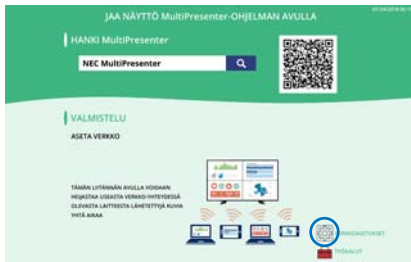 JAA NÄYTTÖ MultiPresenter-OHJELMAN AVULLA
HANKI MultiPresenter
NEC MultiPresenter
VALMISTELU
ASETA VERKKO
TÄMÄN LIITÄNNÄN AVULLA VOIDAAN
HEIJASTAA USEASTA VERKKO-YHTEYDESSÄ
OLEVASTA LAITTEESTA LÄHETETTYJÄ KUVIA
YHTÄ AIKAA
TYÖKALUT